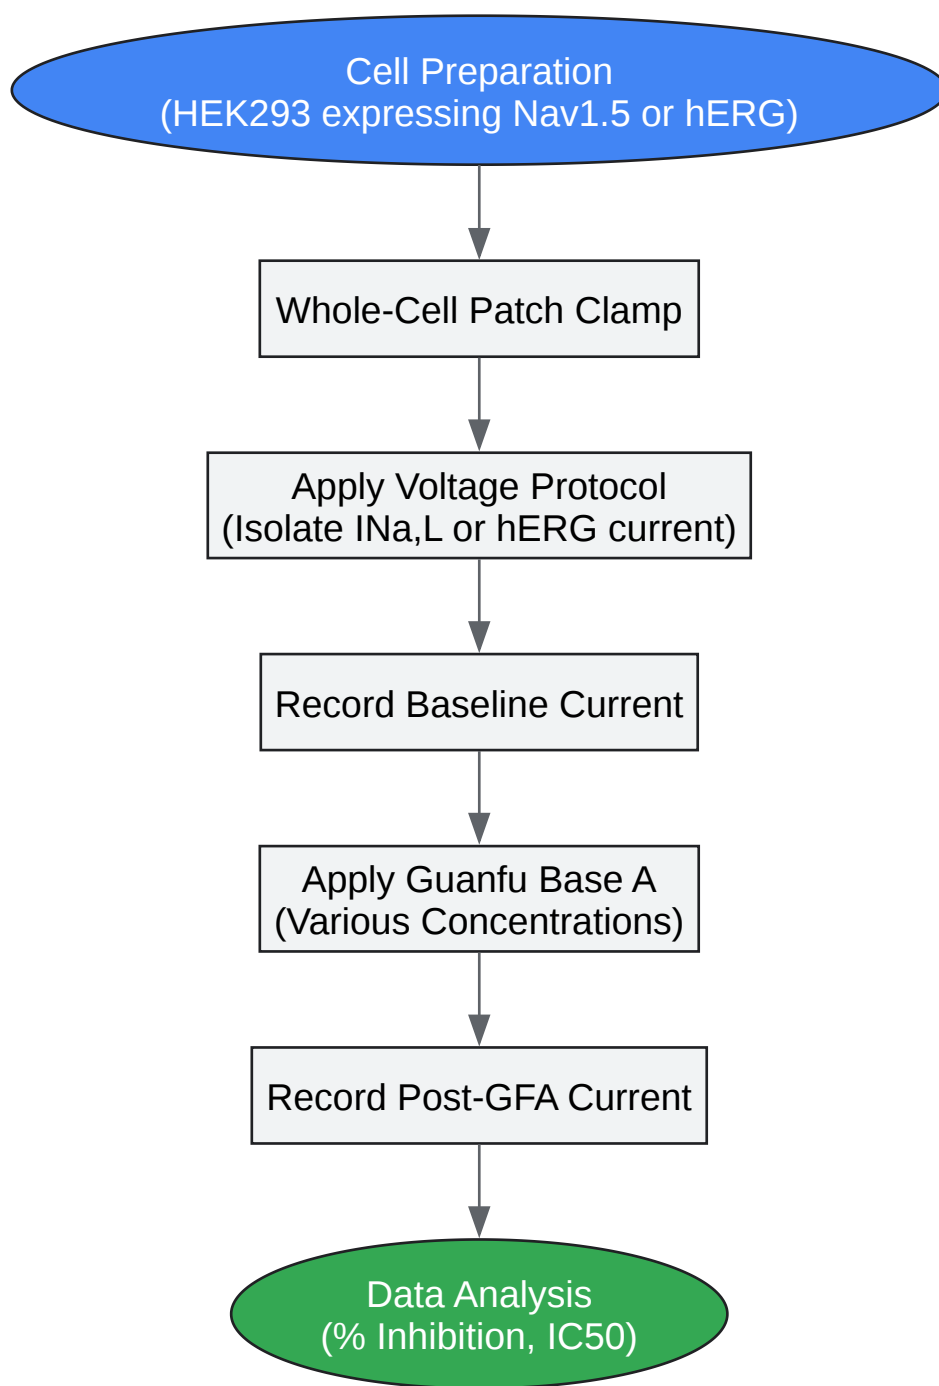 Cell Preparation
(HEK293 expressing Nav1.5 or hERG)
Whole-Cell Patch Clamp
Apply Voltage Protocol
(Isolate INa,L or hERG current)
Record Baseline Current
Apply Guanfu Base A
(Various Concentrations)
Record Post-GFA Current
Data Analysis
(% Inhibition, IC50)